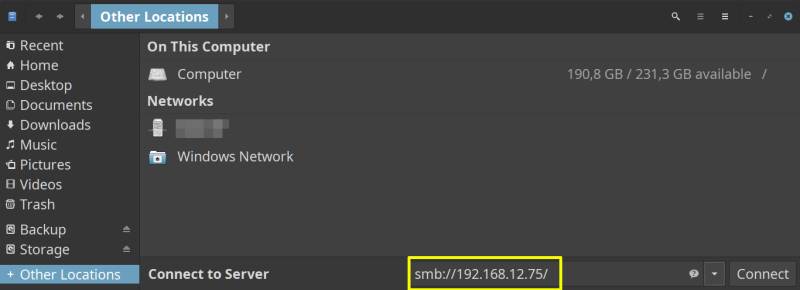 Other Locations
Recent
Home
Desktop
Documents
Downloads
Music
Pictures
Videos
Trash
Backup
Storage
+ Other Locations
On This Computer
Computer 190,8 GB / 231,3 GB available /
Networks
Windows Network
Connect to Server smb://192.168.12.75/ ? Connect